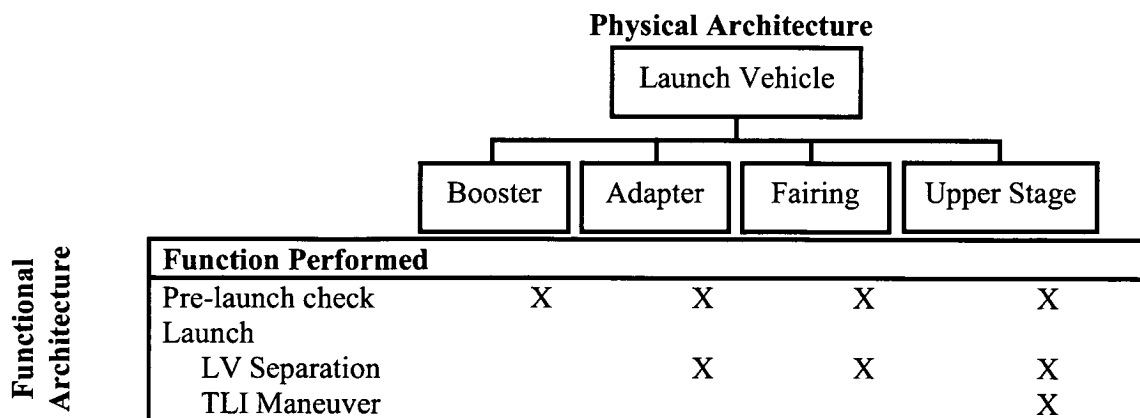 Physical Architecture
Launch Vehicle
Booster Adapter Fairing Upper Stage
Functional
Architecture
Function Performed
Pre-launch check X X X X
Launch
LV Separation X X X
TLI Maneuver X